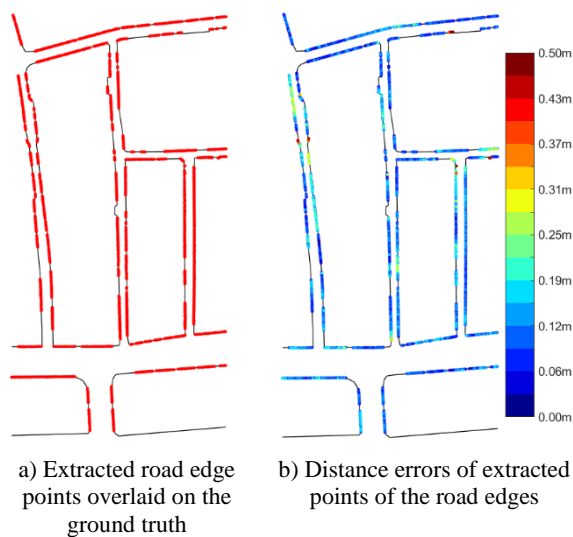 0.50m
0.43m
0.37m
0.31m
0.25m
0.19m
0.12m
0.06m
0.00m
a) Extracted road edge
points overlaid on the
ground truth
b) Distance errors of extracted
points of the road edges